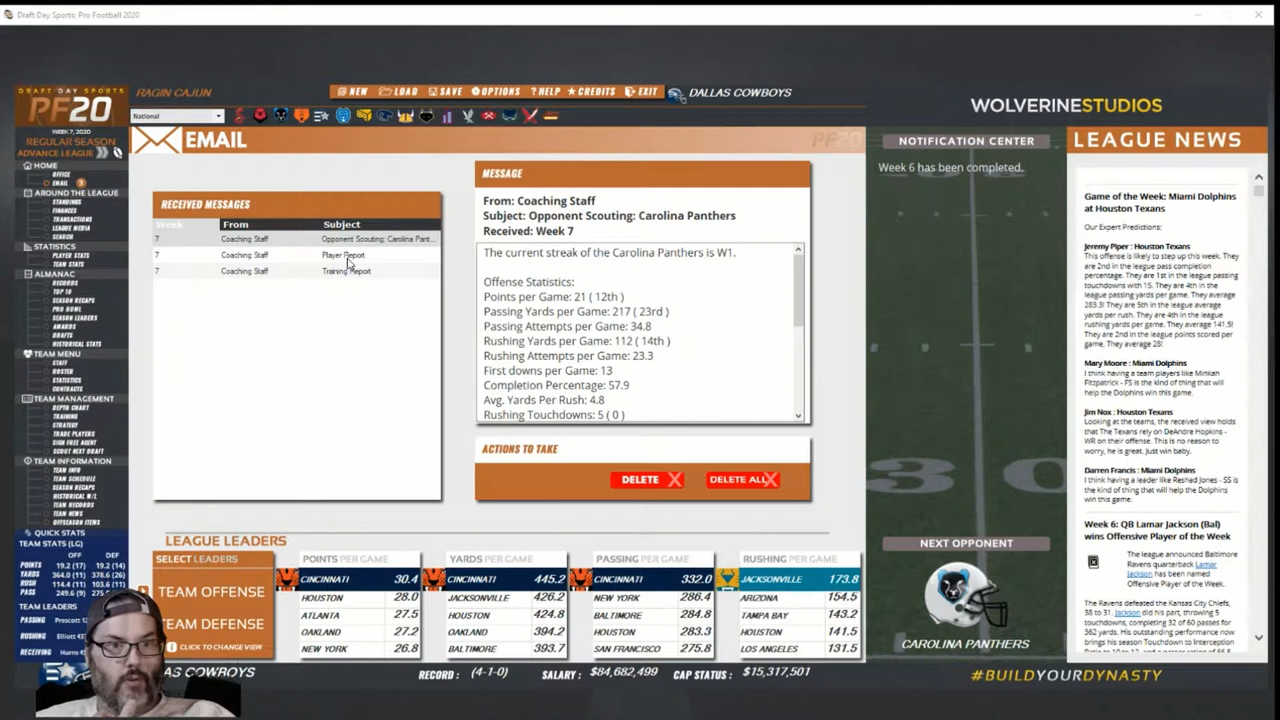 Draft Day Sports: Pro Football 2020
DRAFT DAY SPORTS
PF20
RAGIN CAJUN
NEW LOAD SAVE OPTIONS ? HELP CREDITS EXIT
DALLAS COWBOYS
WOLVERINESTUDIOS
National
WEEK 7, 2020
REGULAR SEASON
ADVANCE LEAGUE
HOME
OFFICE
EMAIL 3
AROUND THE LEAGUE
STANDINGS
FINANCES
TRANSACTIONS
LEAGUE MEDIA
SEARCH
STATISTICS
PLAYER STATS
TEAM STATS
ALMANAC
RECORDS
TOP 10
SEASON RECAPS
PRO BOWL
SEASON LEADERS
AWARDS
DRAFTS
HISTORICAL STATS
TEAM MENU
STAFF
ROSTER
STATISTICS
CONTRACTS
TEAM MANAGEMENT
DEPTH CHART
TRAINING
STRATEGY
TRADE PLAYERS
SIGN FREE AGENT
SCOUT NEXT DRAFT
TEAM INFORMATION
TEAM INFO
TEAM SCHEDULE
SEASON RECAPS
HISTORICAL W/L
TEAM RECORDS
TEAM NEWS
OFFSEASON ITEMS
QUICK STATS
TEAM STATS (LG)
OFF DEF
POINTS 19.2 (17) 19.2 (14)
YARDS 364.0 (11) 378.6 (26)
RUSH 114.4 (11) 103.6 (11)
PASS 249.6 (9)
TEAM LEADERS
PASSING Prescott
RUSHING Elliott
RECEIVING Hurns
EMAIL
PF20
RECEIVED MESSAGES
Week From Subject
7 Coaching Staff Opponent Scouting: Carolina Pant...
7 Coaching Staff Player Report
7 Coaching Staff Training Report
MESSAGE
From: Coaching Staff
Subject: Opponent Scouting: Carolina Panthers
Received: Week 7
The current streak of the Carolina Panthers is W1.
Offense Statistics:
Points per Game: 21 ( 12th )
Passing Yards per Game: 217 ( 23rd )
Passing Attempts per Game: 34.8
Rushing Yards per Game: 112 ( 14th )
Rushing Attempts per Game: 23.3
First downs per Game: 13
Completion Percentage: 57.9
Avg. Yards Per Rush: 4.8
Rushing Touchdowns: 5 ( 0 )
ACTIONS TO TAKE
DELETE X DELETE ALL X
LEAGUE LEADERS
SELECT LEADERS
TEAM OFFENSE
TEAM DEFENSE
CLICK TO CHANGE VIEW
POINTS PER GAME
CINCINNATI 30.4
HOUSTON 28.0
ATLANTA 27.5
OAKLAND 27.2
NEW YORK 26.8
YARDS PER GAME
CINCINNATI 445.2
JACKSONVILLE 426.2
HOUSTON 424.8
OAKLAND 394.2
BALTIMORE 393.7
PASSING PER GAME
CINCINNATI 332.0
NEW YORK 286.4
BALTIMORE 284.8
HOUSTON 283.3
SAN FRANCISCO 275.8
RUSHING PER GAME
JACKSONVILLE 173.8
ARIZONA 154.5
TAMPA BAY 143.2
HOUSTON 141.5
LOS ANGELES 131.5
AS COWBOYS
RECORD : (4-1-0)
SALARY: $84,682,499
CAP STATUS : $15,317,501
NOTIFICATION CENTER
Week 6 has been completed.
3 0
NEXT OPPONENT
CAROLINA PANTHERS
LEAGUE NEWS
Game of the Week: Miami Dolphins
at Houston Texans
Our Expert Predictions:
Jeremy Piper : Houston Texans
This offense is likely to step up this week. They
are 2nd in the league pass completion
percentage. They are 1st in the league passing
touchdowns with 15. They are 4th in the
league passing yards per game. They average
283.3! They are 5th in the league average
yards per rush. They are 4th in the league
rushing yards per game. They average 141.5!
They are 2nd in the league points scored per
game. They average 28!
Mary Moore : Miami Dolphins
I think having a team players like Minkah
Fitzpatrick - FS is the kind of thing that will
help the Dolphins win this game.
Jim Nox : Houston Texans
Looking at the teams, the received view holds
that The Texans rely on DeAndre Hopkins -
WR on their offense. This is no reason to
worry, he is great. Just win baby.
Darren Francis : Miami Dolphins
I think having a leader like Reshad Jones - SS is
the kind of thing that will help the Dolphins
win this game.
Week 6: QB Lamar Jackson (Bal)
wins Offensive Player of the Week
The league announced Baltimore
Ravens quarterback Lamar
Jackson has been named
Offensive Player of the Week.
The Ravens defeated the Kansas City Chiefs,
38 to 31. Jackson did his part, throwing 5
touchdowns, completing 32 of 60 passes for
362 yards. His outstanding performance now
brings his season Touchdown to Interception
#BUILDYOURDYNASTY